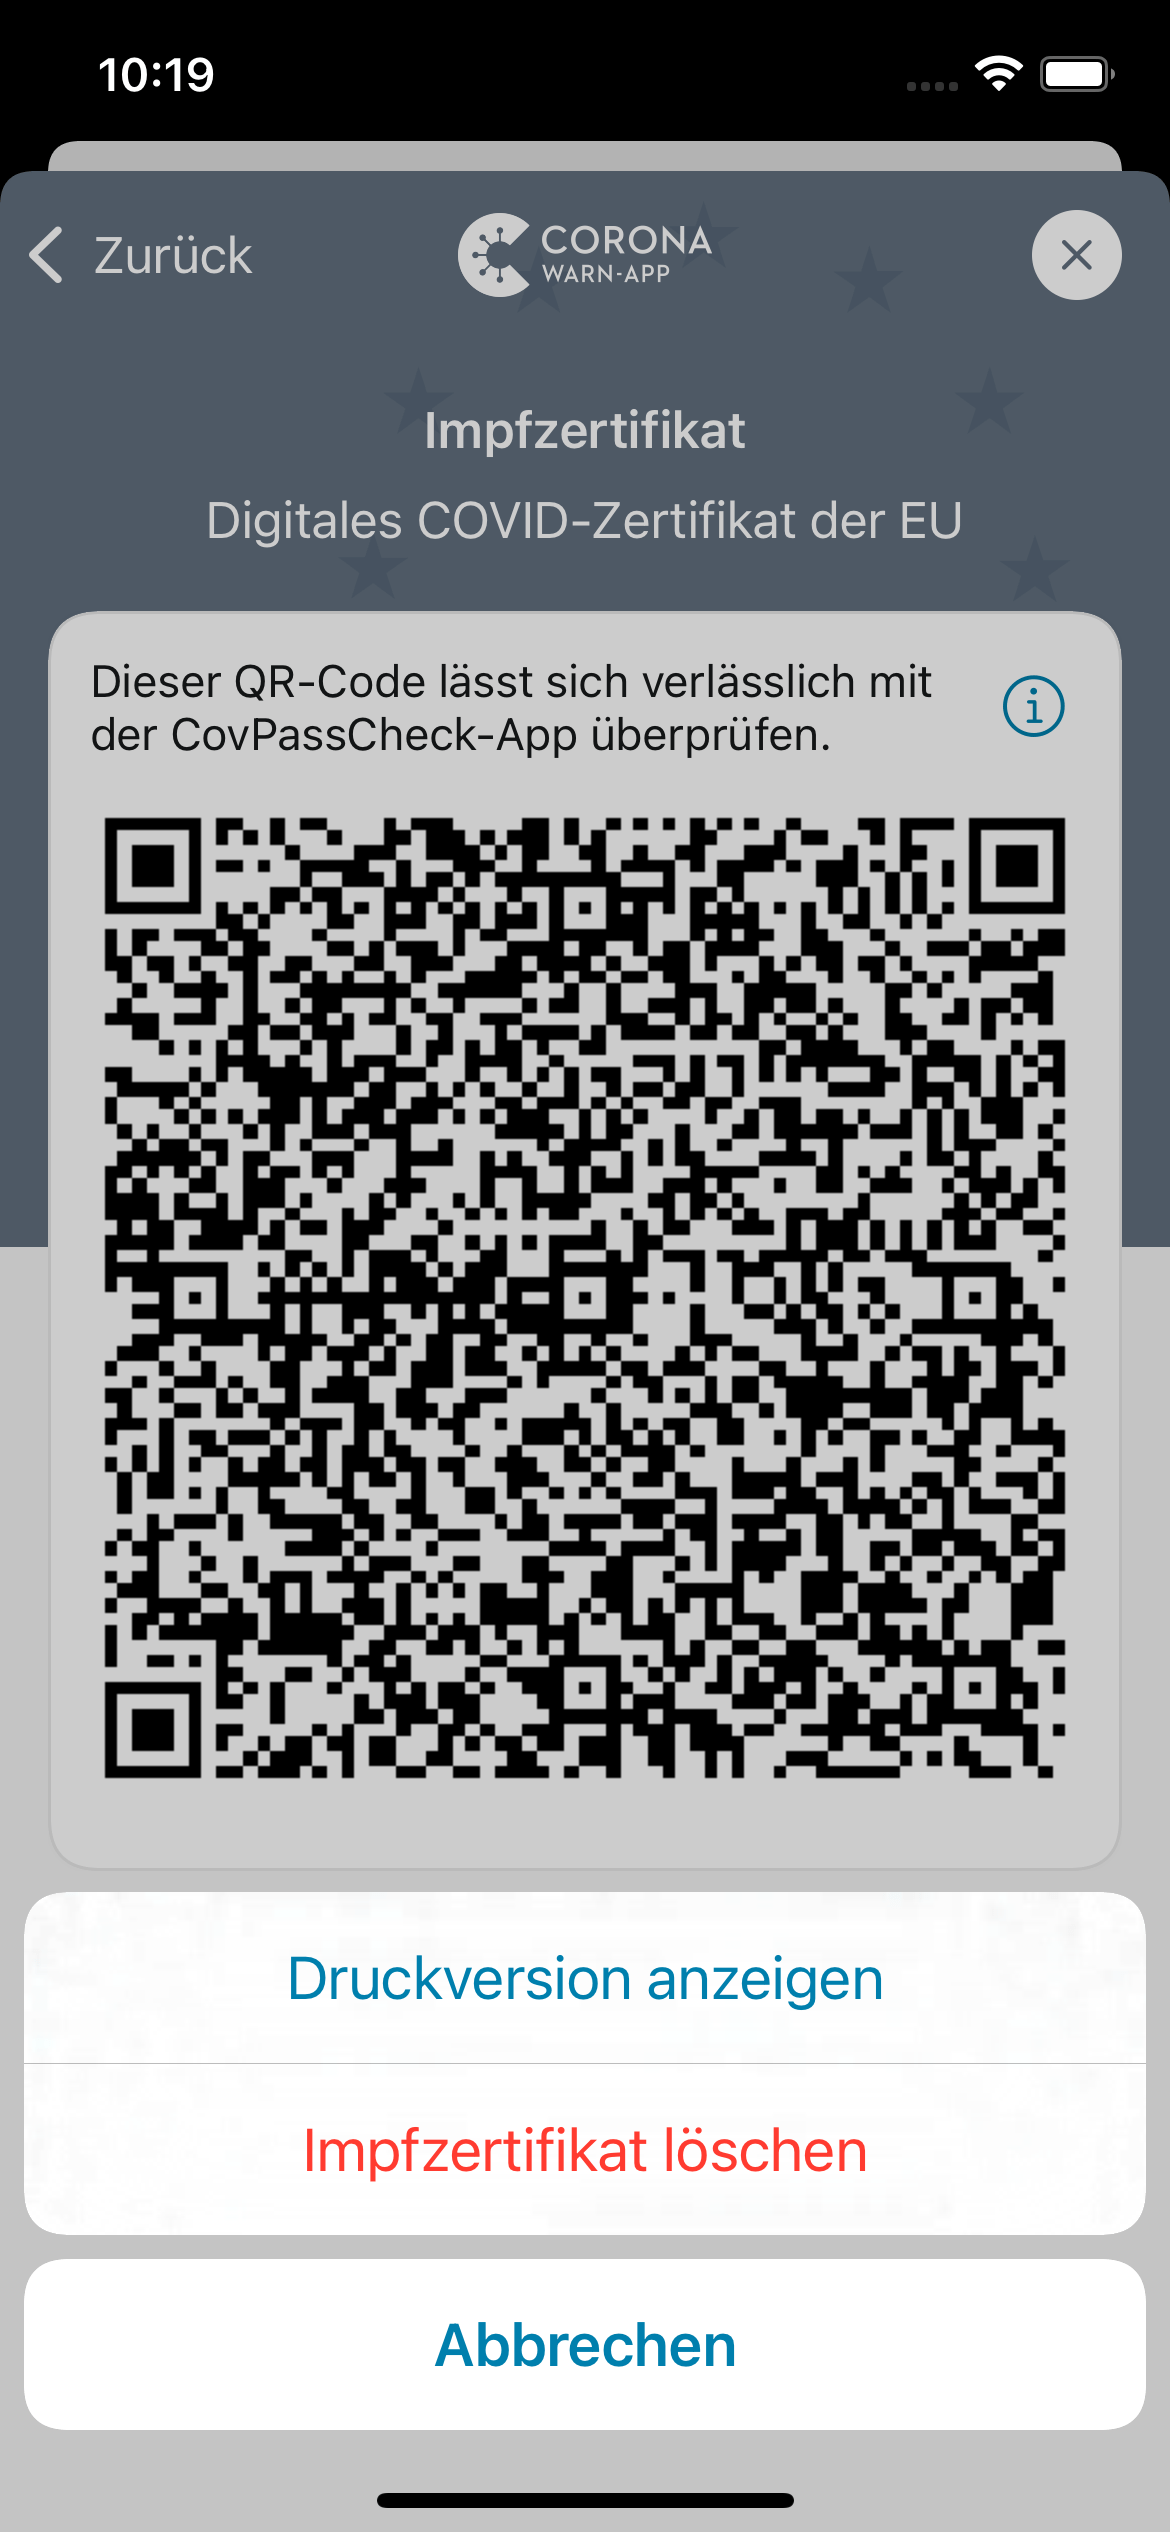 10:19
Zurück
CORONA
WARN-APP
Impfzertifikat
Digitales COVID-Zertifikat der EU
Dieser QR-Code lässt sich verlässlich mit
der CovPassCheck-App überprüfen.
Druckversion anzeigen
Impfzertifikat löschen
Abbrechen